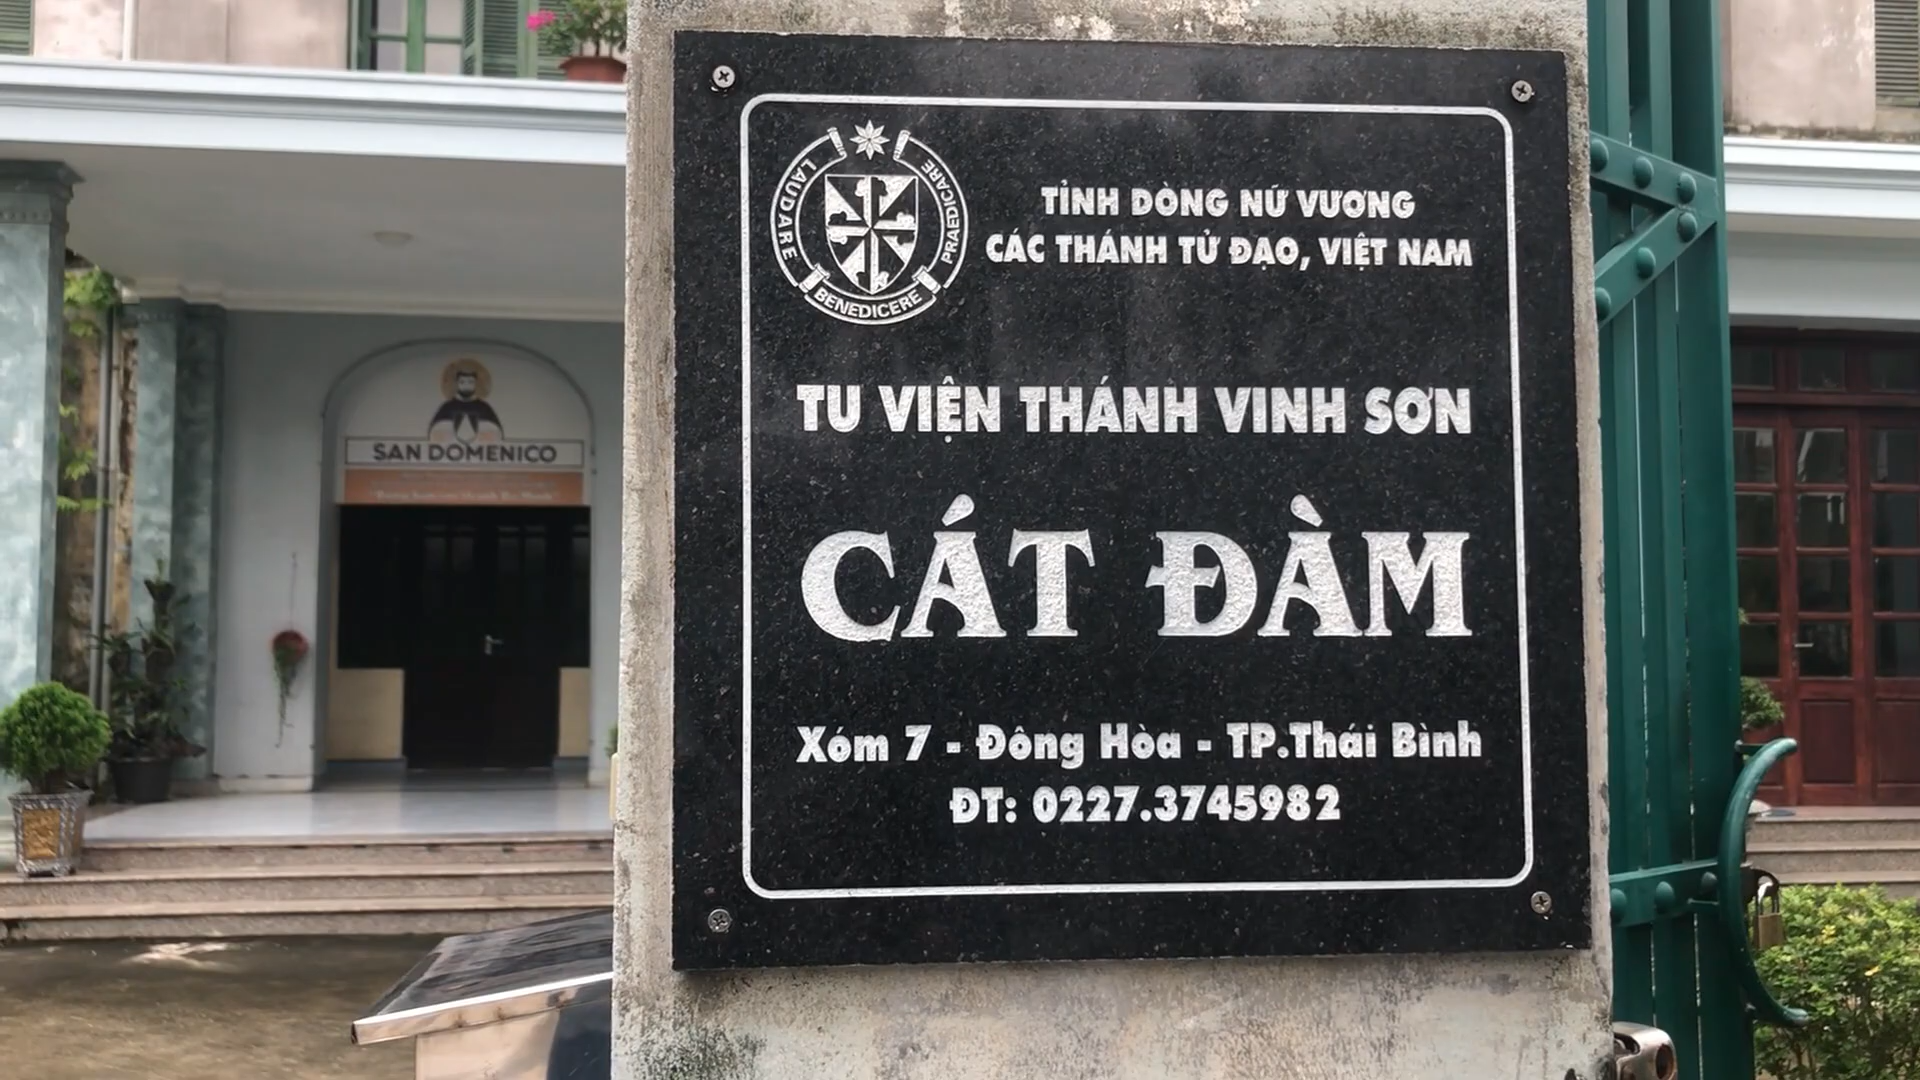 LAUDARE
BENEDICERE
PRAEDICARE
TỈNH DÒNG NỮ VƯƠNG
CÁC THÁNH TỬ ĐẠO, VIỆT NAM
TU VIỆN THÁNH VINH SƠN
CÁT ĐÀM
Xóm 7 - Đông Hòa - TP.Thái Bình
ĐT: 0227.3745982
SAN DOMENICO